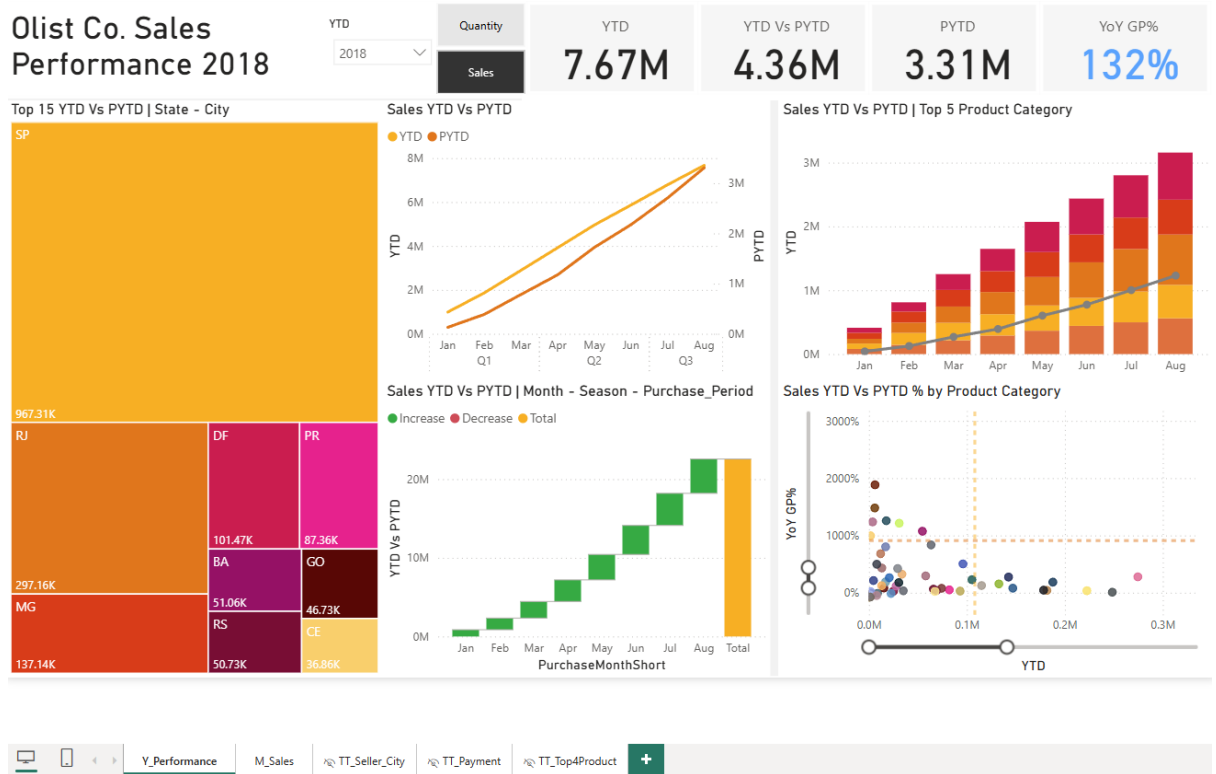 Olist Co. Sales
Performance 2018
YTD
2018
Quantity
Sales
YTD
7.67M
YTD Vs PYTD
4.36M
PYTD
3.31M
YoY GP%
132%
Top 15 YTD Vs PYTD | State - City
SP
967.31K
RJ
297.16K
MG
137.14K
DF
101.47K
PR
87.36K
BA
51.06K
GO
46.73K
RS
50.73K
CE
36.86K
Sales YTD Vs PYTD
YTD PYTD
8M
6M
4M
2M
0M
YTD
3M
2M
1M
0M
PYTD
Jan Feb Mar Apr May Jun Jul Aug
Q1 Q2 Q3
Sales YTD Vs PYTD | Month - Season - Purchase_Period
Increase Decrease Total
20M
10M
0M
YTD Vs PYTD
Jan Feb Mar Apr May Jun Jul Aug Total
PurchaseMonthShort
Sales YTD Vs PYTD | Top 5 Product Category
3M
2M
1M
0M
YTD
Jan Feb Mar Apr May Jun Jul Aug
Sales YTD Vs PYTD % by Product Category
3000%
2000%
1000%
0%
YoY GP%
0.0M 0.1M 0.2M 0.3M
YTD
Y_Performance M_Sales TT_Seller_City TT_Payment TT_Top4Product +